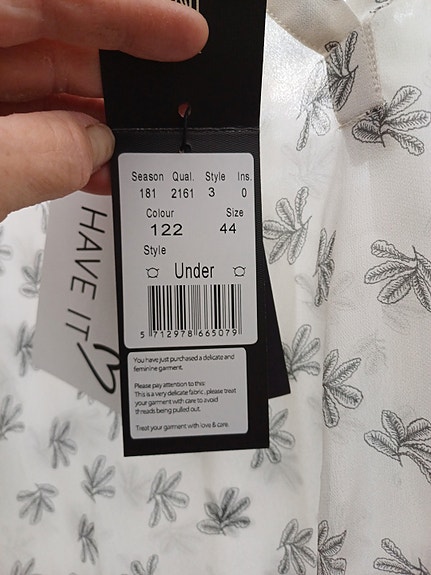 Season Qual. Style Ins.
181 2161 3 0
Colour Size
122 44
Style
Under
5 712978 665079
You have just purchased a delicate and
feminine garment.
Please pay attention to this:
This is a very delicate fabric, please treat
your garment with care to avoid
threads being pulled out.
Treat your garment with love & care.
HAVE IT